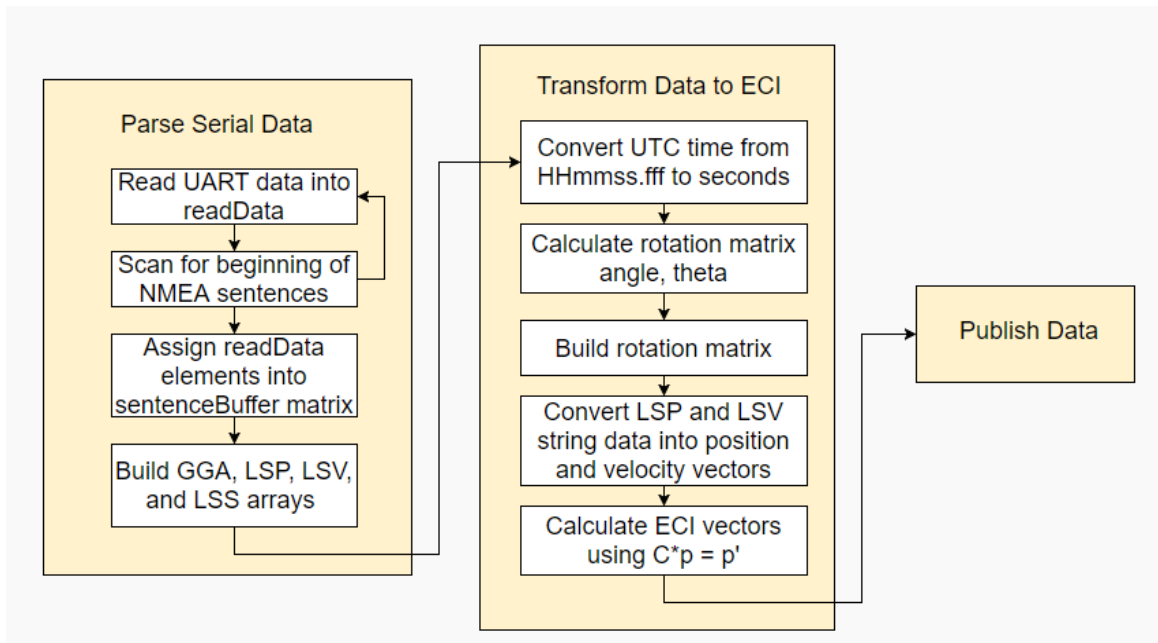 Parse Serial Data
Read UART data into
readData
Scan for beginning of
NMEA sentences
Assign readData
elements into
sentenceBuffer matrix
Build GGA, LSP, LSV,
and LSS arrays
Transform Data to ECI
Convert UTC time from
HHmmss.fff to seconds
Calculate rotation matrix
angle, theta
Build rotation matrix
Convert LSP and LSV
string data into position
and velocity vectors
Calculate ECI vectors
using C*p = p'
Publish Data